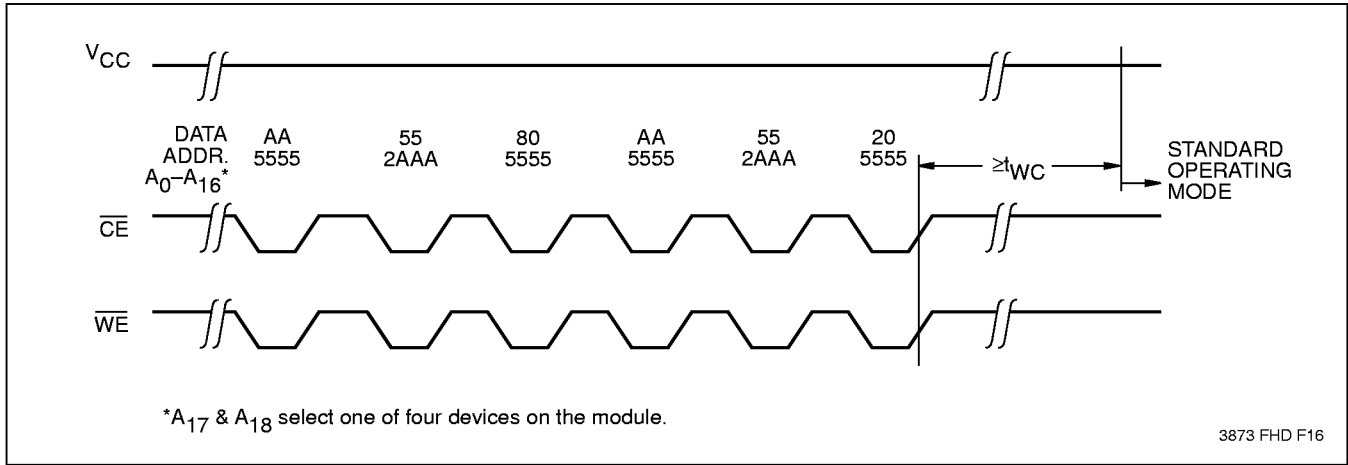 VCC
DATA AA 55 80 AA 55 20
ADDR. 5555 2AAA 5555 5555 2AAA 5555
A0–A16*
≥tWC
STANDARD
OPERATING
MODE
CE
WE
*A17 & A18 select one of four devices on the module.
3873 FHD F16